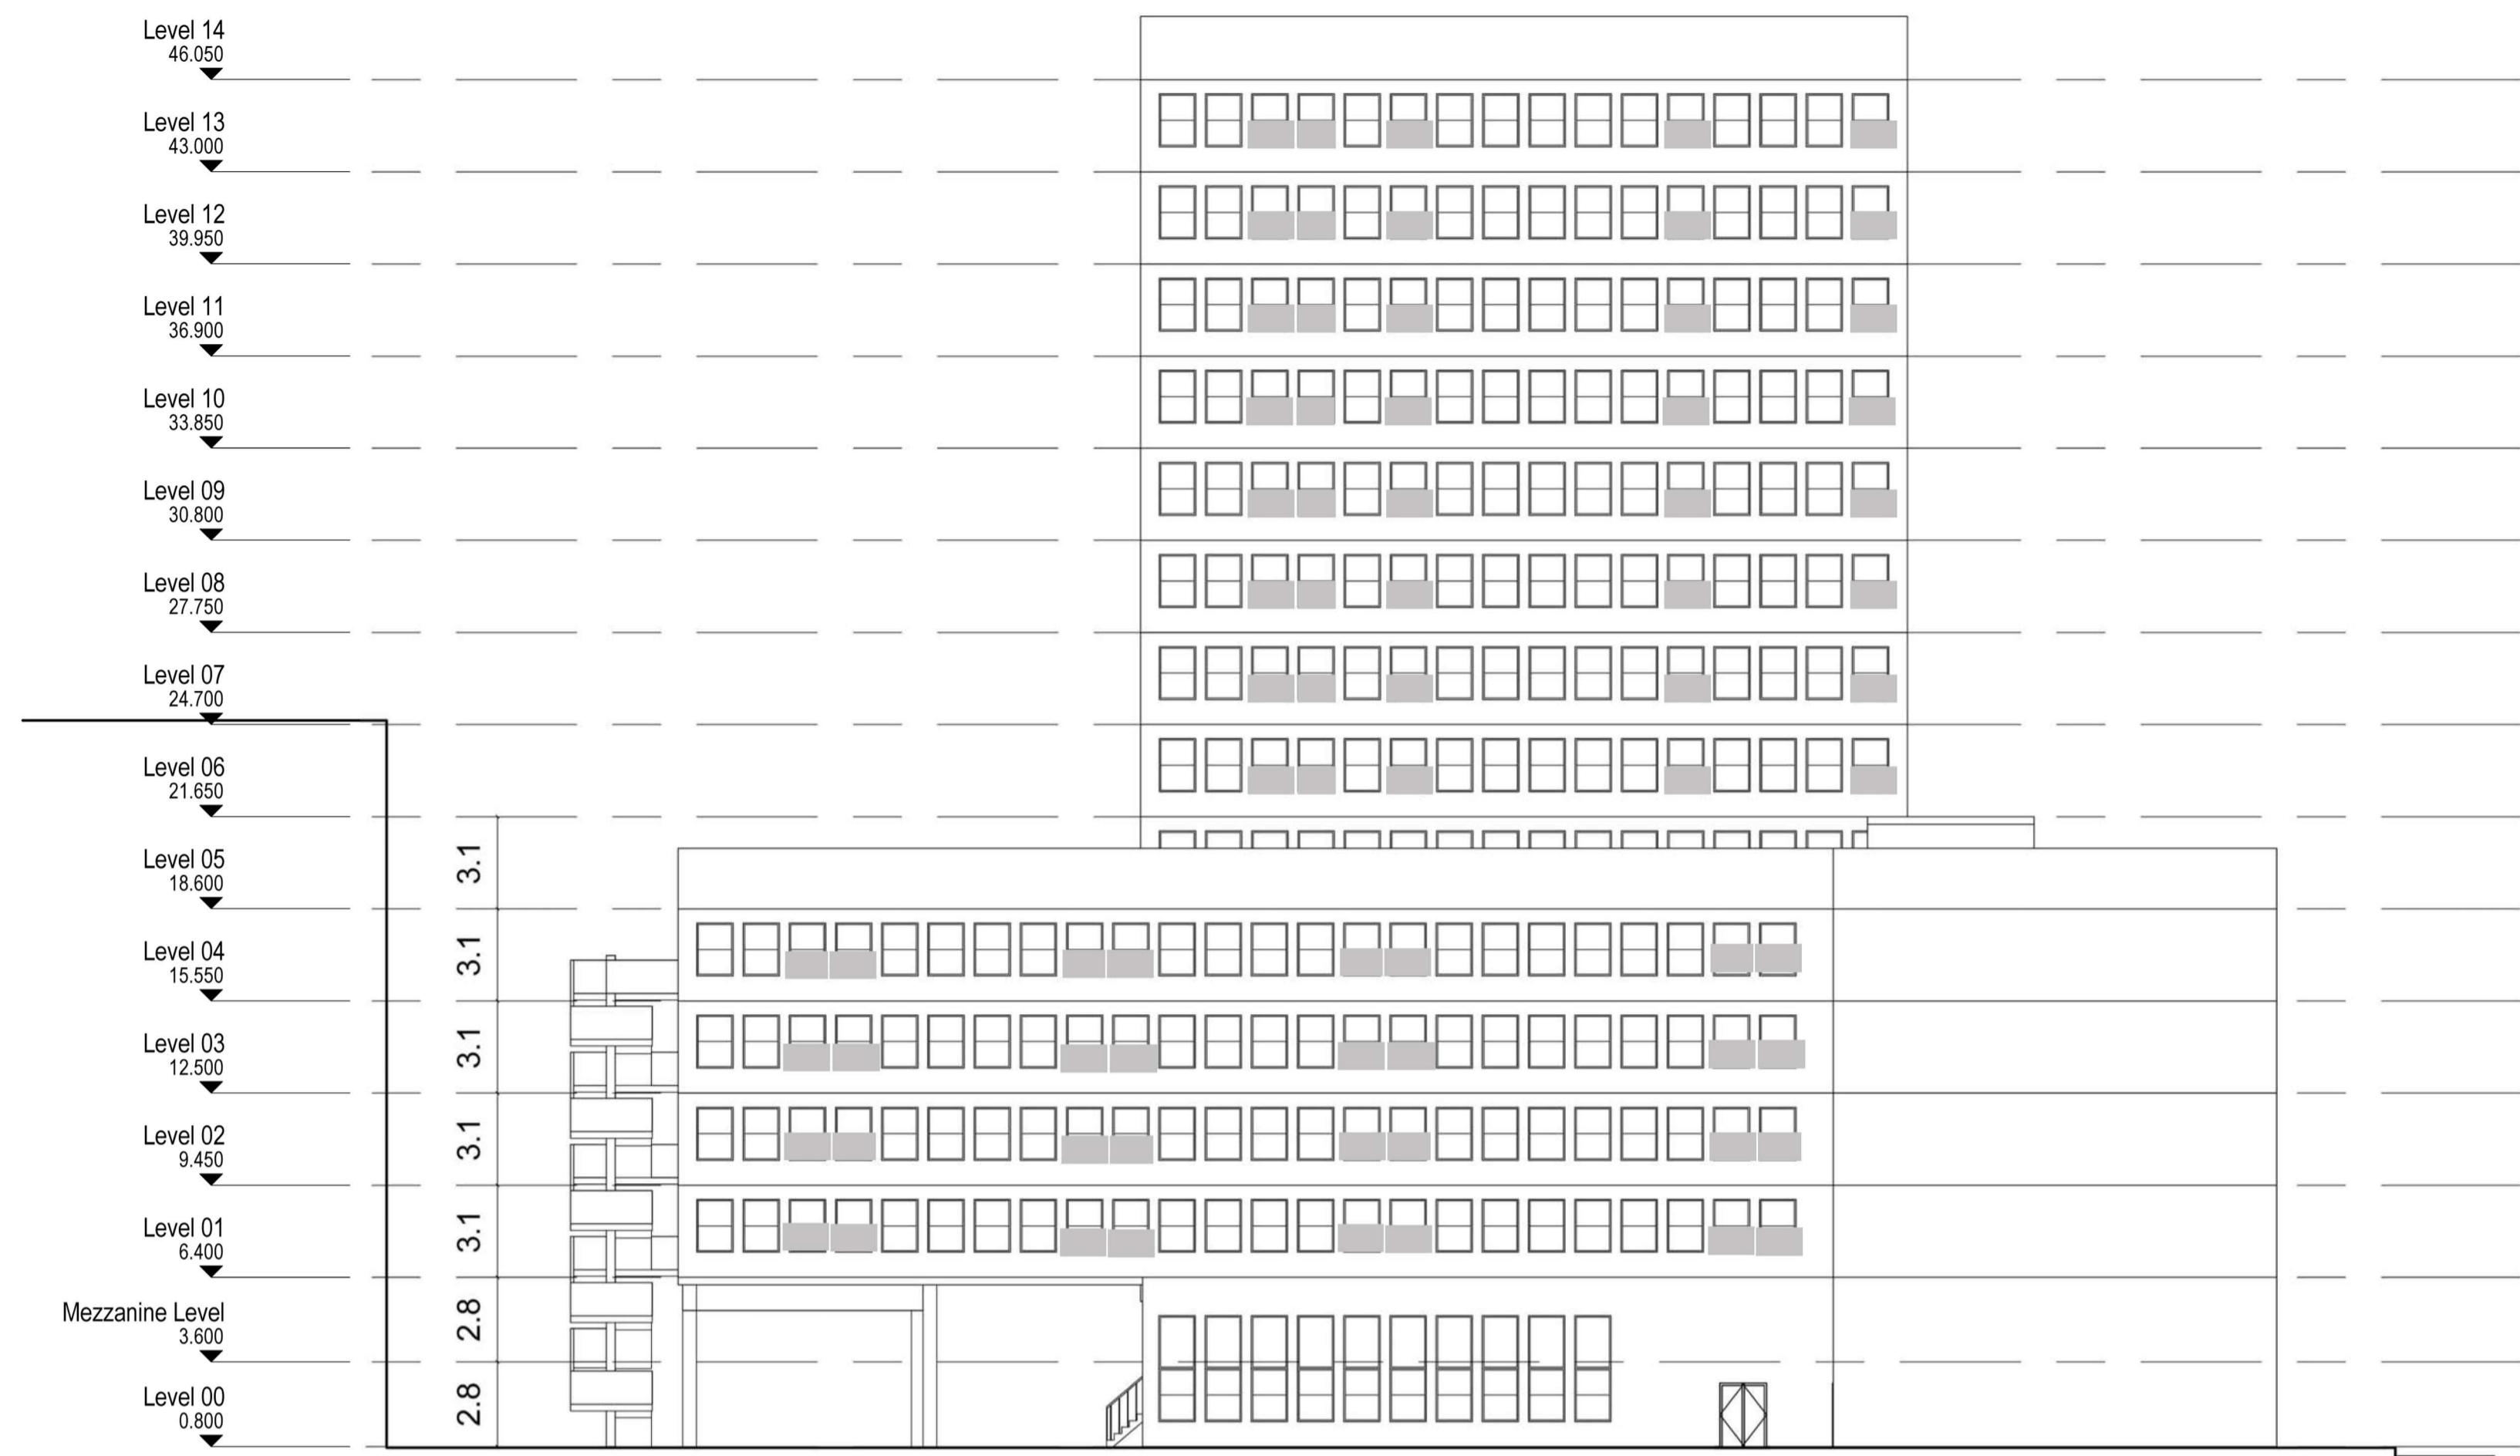 Level 14
46.050
Level 13
43.000
Level 12
39.950
Level 11
36.900
Level 10
33.850
Level 09
30.800
Level 08
27.750
Level 07
24.700
Level 06
21.650
3.1
Level 05
18.600
3.1
Level 04
15.550
3.1
Level 03
12.500
3.1
Level 02
9.450
3.1
Level 01
6.400
2.8
Mezzanine Level
3.600
2.8
Level 00
0.800